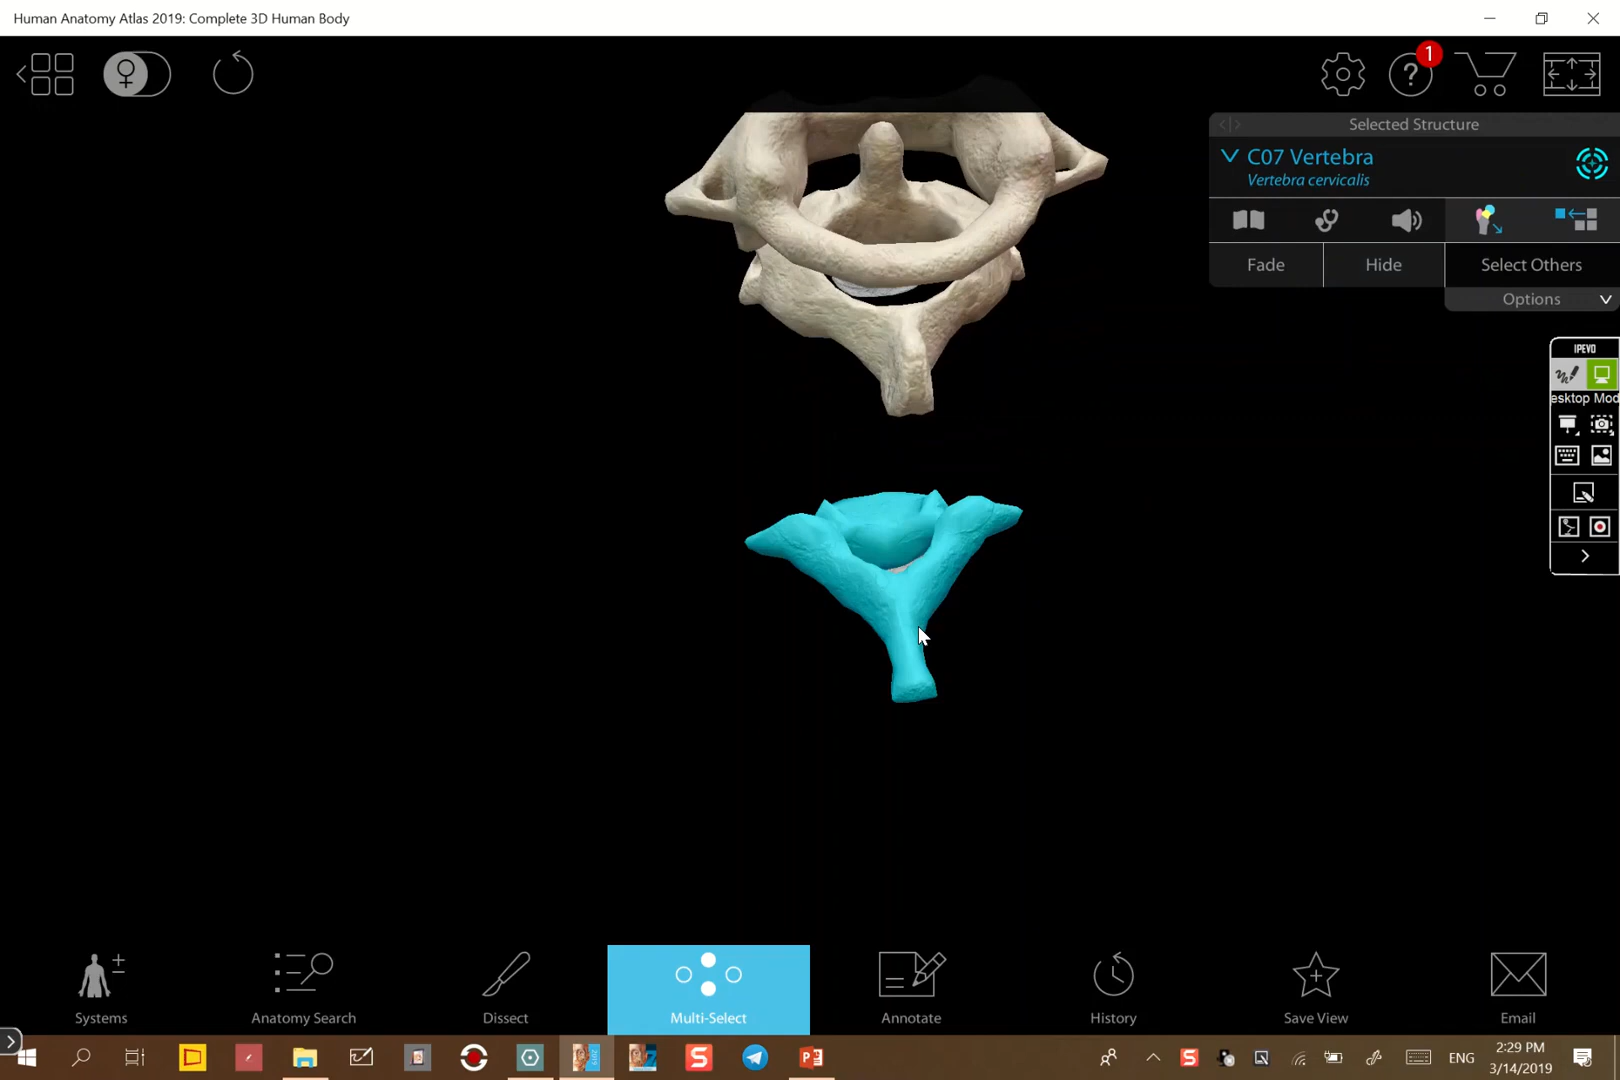 Human Anatomy Atlas 2019: Complete 3D Human Body
1
Selected Structure
C07 Vertebra
Vertebra cervicalis
Fade
Hide
Select Others
Options
IPEVO
esktop Mod
Systems
Anatomy Search
Dissect
Multi-Select
Annotate
History
Save View
Email
ENG
2:29 PM
3/14/2019